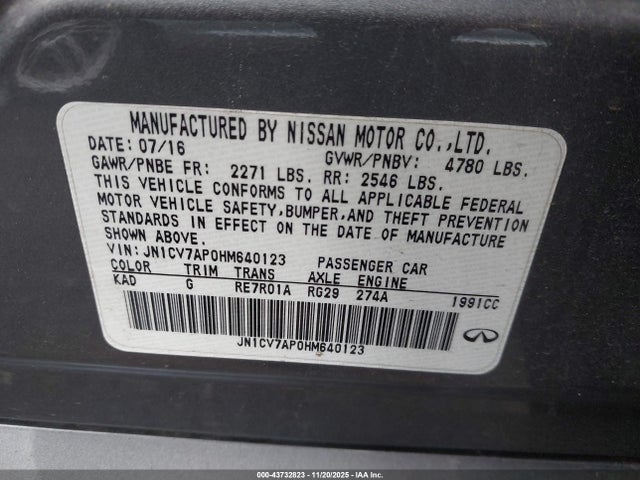 MANUFACTURED BY NISSAN MOTOR CO.,LTD.
DATE: 07/16 GVWR/PNBV: 4780 LBS.
GAWR/PNBE FR: 2271 LBS. RR: 2546 LBS.
THIS VEHICLE CONFORMS TO ALL APPLICABLE FEDERAL
MOTOR VEHICLE SAFETY,BUMPER,AND THEFT PREVENTION
STANDARDS IN EFFECT ON THE DATE OF MANUFACTURE
SHOWN ABOVE.
VIN: JN1CV7AP0HM640123 PASSENGER CAR
COLOR TRIM TRANS AXLE ENGINE
KAD G RE7R01A RG29 274A 1991CC
JN1CV7AP0HM640123
INFINITI
000-43732823 - 11/20/2025 - IAAI.com